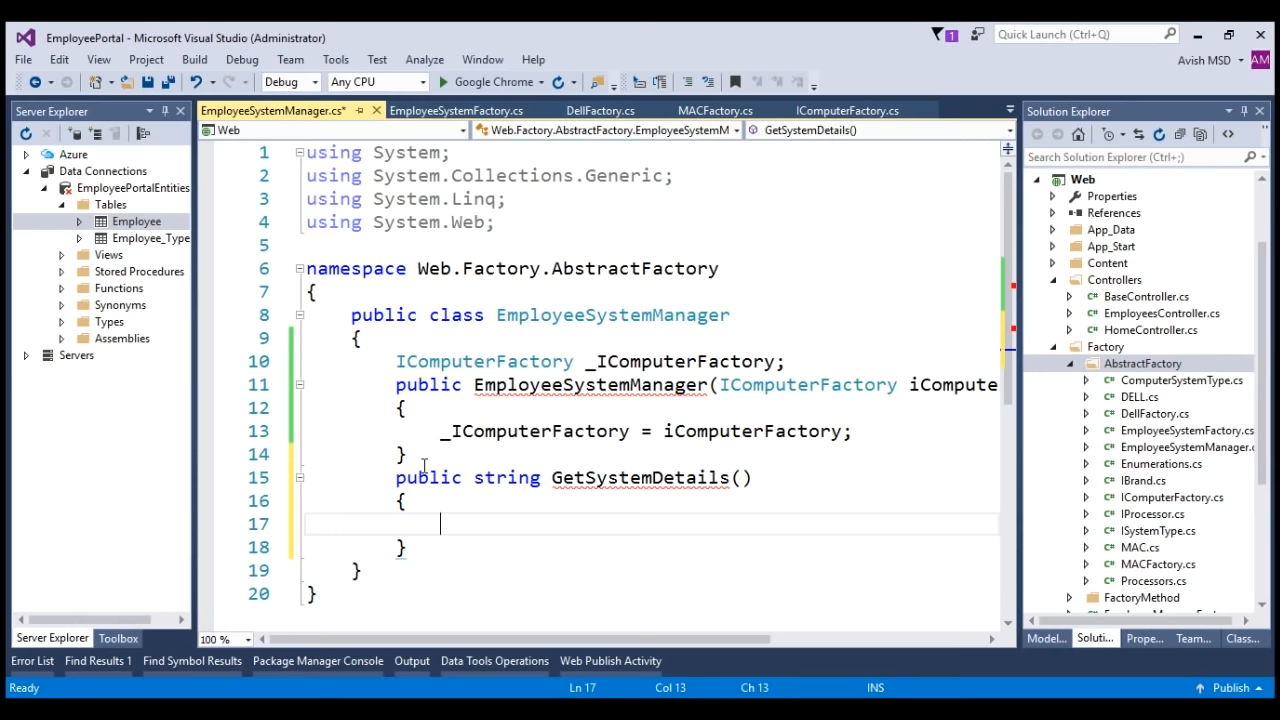 EmployeePortal - Microsoft Visual Studio (Administrator)
1
Quick Launch (Ctrl+Q)
File Edit View Project Build Debug Team Tools Test Analyze Window Help
Avish MSD AM
Debug Any CPU Google Chrome
Server Explorer
EmployeeSystemManager.cs* EmployeeSystemFactory.cs DellFactory.cs MACFactory.cs IComputerFactory.cs
Solution Explorer
Web Web.Factory.AbstractFactory.EmployeeSystemM GetSystemDetails()
Search Solution Explorer (Ctrl+;)
Azure
Data Connections
EmployeePortalEntities
Tables
Employee
Employee_Type
Views
Stored Procedures
Functions
Synonyms
Types
Assemblies
Servers
1 using System;
2 using System.Collections.Generic;
3 using System.Linq;
4 using System.Web;
5
6 namespace Web.Factory.AbstractFactory
7 {
8 public class EmployeeSystemManager
9 {
10 IComputerFactory _IComputerFactory;
11 public EmployeeSystemManager(IComputerFactory iCompute
12 {
13 _IComputerFactory = iComputerFactory;
14 }
15 public string GetSystemDetails()
16 {
17
18 }
19 }
20 }
Web
Properties
References
App_Data
App_Start
Content
Controllers
BaseController.cs
EmployeesController.cs
HomeController.cs
Factory
AbstractFactory
ComputerSystemType.cs
DELL.cs
DellFactory.cs
EmployeeSystemFactory.cs
EmployeeSystemManager.cs
Enumerations.cs
IBrand.cs
IComputerFactory.cs
IProcessor.cs
ISystemType.cs
MAC.cs
MACFactory.cs
Processors.cs
FactoryMethod
Server Explorer Toolbox
100 %
Model... Soluti... Prope... Team... Class...
Error List Find Results 1 Find Symbol Results Package Manager Console Output Data Tools Operations Web Publish Activity
Ready Ln 17 Col 13 Ch 13 INS Publish